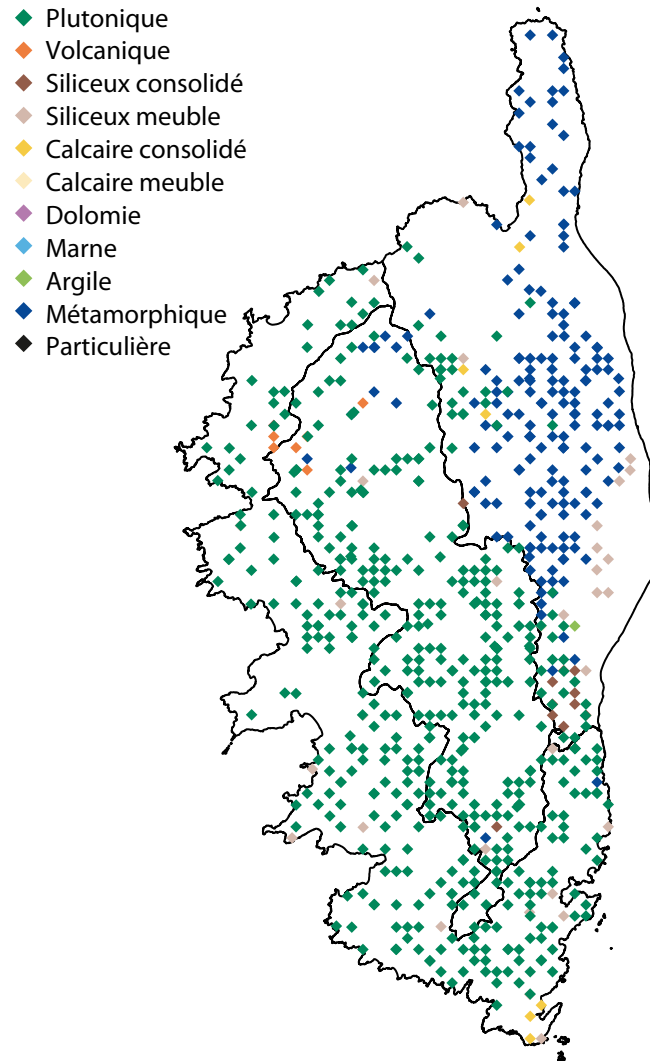 Plutonique
Volcanique
Siliceux consolidé
Siliceux meuble
Calcaire consolidé
Calcaire meuble
Dolomie
Marne
Argile
Métamorphique
Particulière